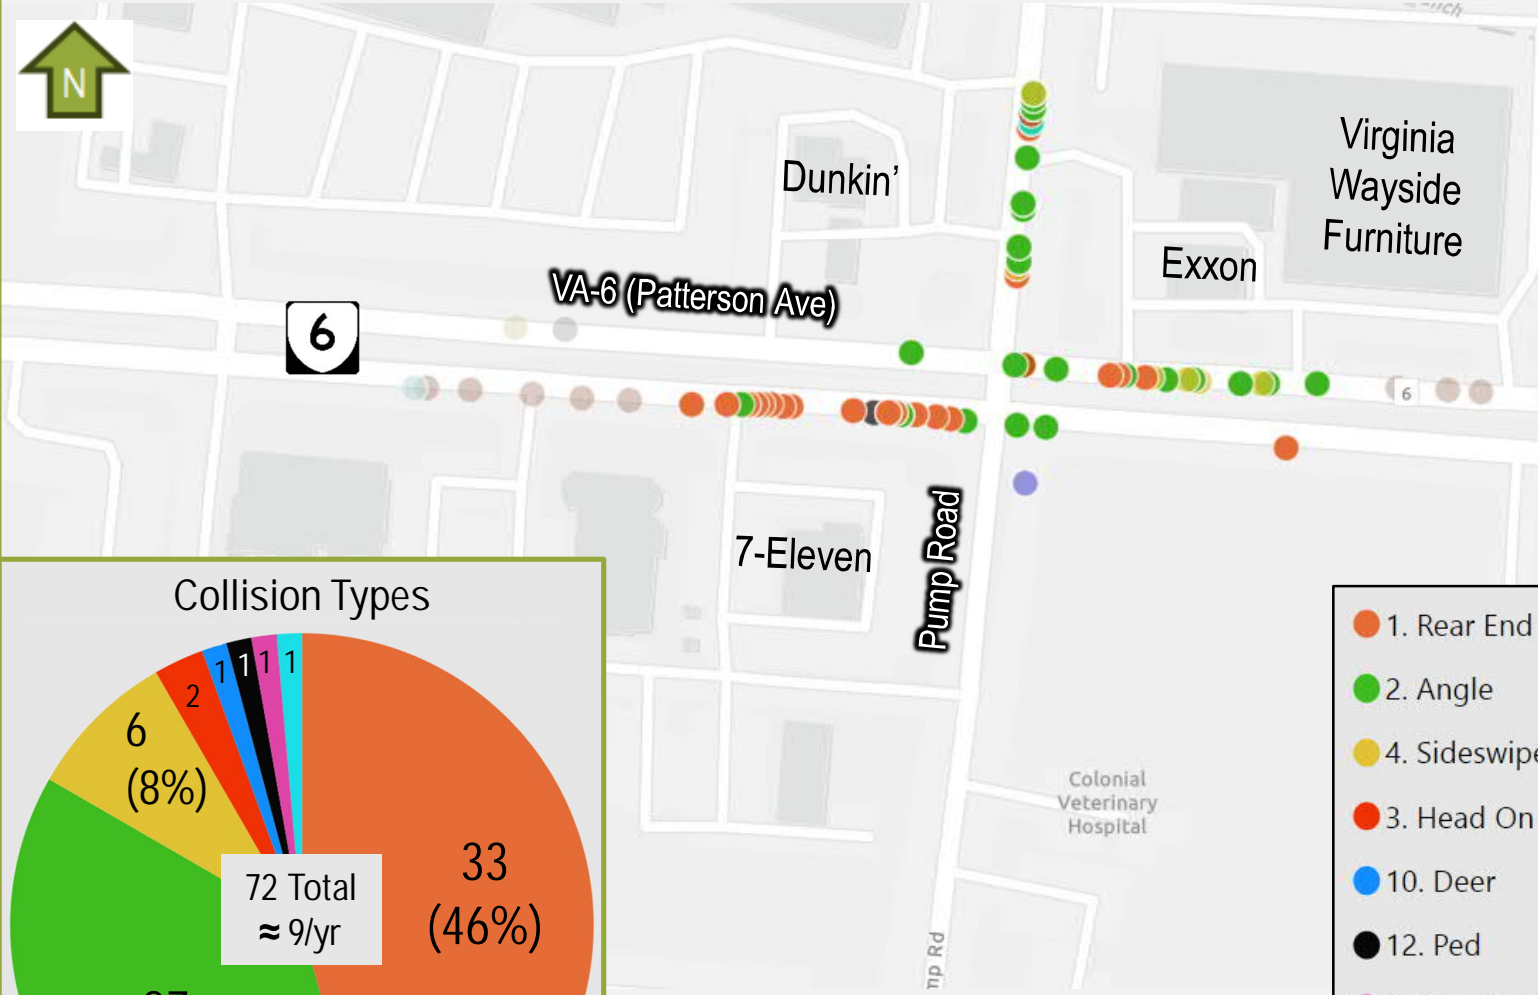 N
Dunkin’
Virginia
Wayside
Furniture
Exxon
VA-6 (Patterson Ave)
6
6
7-Eleven
Pump Road
Colonial
Veterinary
Hospital
Collision Types
1
1
1
1
2
6
(8%)
33
(46%)
72 Total
≈ 9/yr
1. Rear End
2. Angle
4. Sideswipe
3. Head On
10. Deer
12. Ped
Rd